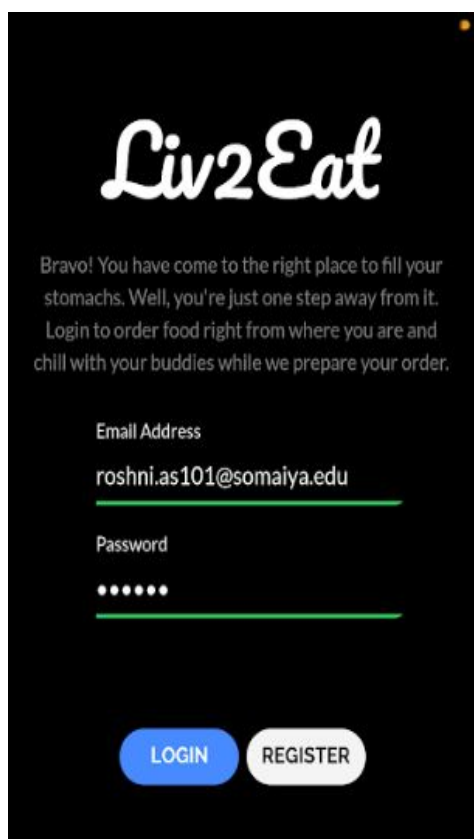 Liv2Eat
Bravo! You have come to the right place to fill your
stomachs. Well, you're just one step away from it.
Login to order food right from where you are and
chill with your buddies while we prepare your order.
Email Address
roshni.as101@somaiya.edu
Password
••••••
LOGIN REGISTER